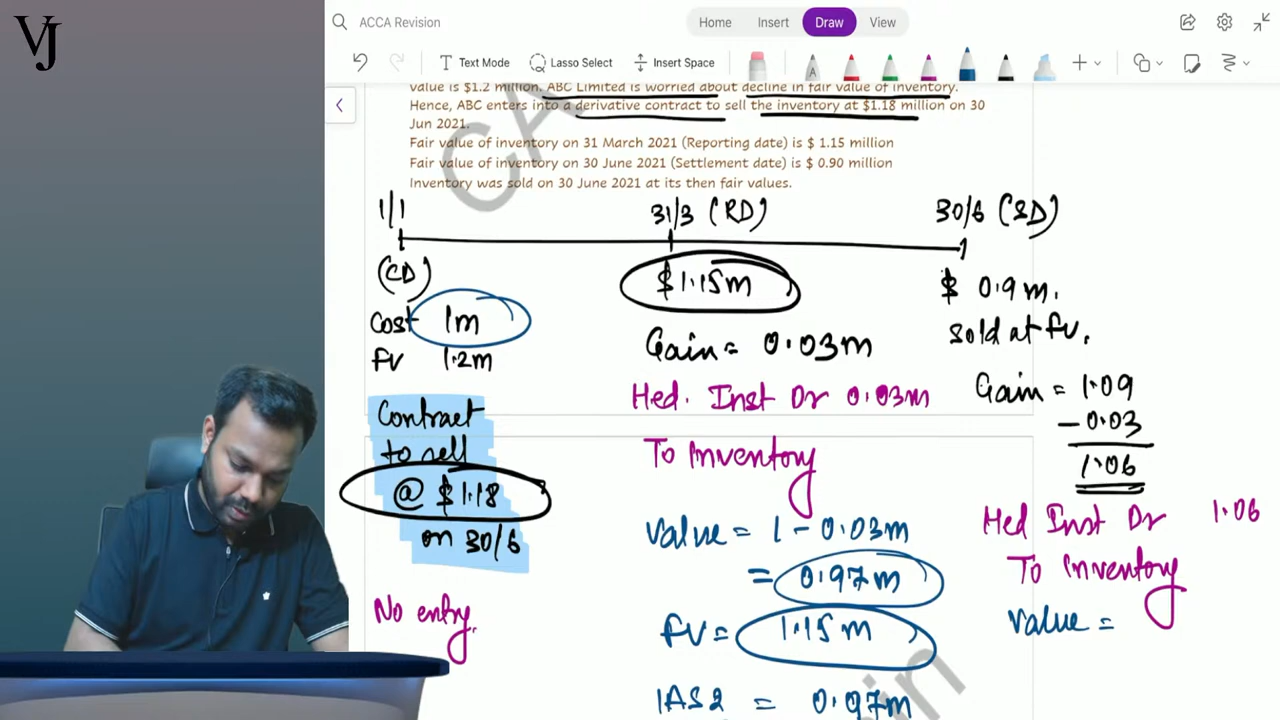 VJ
ACCA Revision
Home Insert Draw View
Text Mode Lasso Select Insert Space
value is $1.2 million. ABC Limited is worried about decline in fair value of inventory.
Hence, ABC enters into a derivative contract to sell the inventory at $1.18 million on 30
Jun 2021.
Fair value of inventory on 31 March 2021 (Reporting date) is $ 1.15 million
Fair value of inventory on 30 June 2021 (Settlement date) is $ 0.90 million
Inventory was sold on 30 June 2021 at its then fair values.
1/1
(CD)
Cost 1m
FV 1.2m
Contract
to sell
@ $1.18
on 30/6
No entry.
31/3 (RD)
$1.15m
Gain = 0.03m
Hed. Inst Dr 0.03m
To Inventory
Value = 1 - 0.03m
= 0.97m
FV = 1.15m
IAS2 = 0.97m
30/6 (SD)
$ 0.9m.
Sold at FV.
Gain = 1.09
- 0.03
1.06
Hed Inst Dr 1.06
To Inventory
Value =